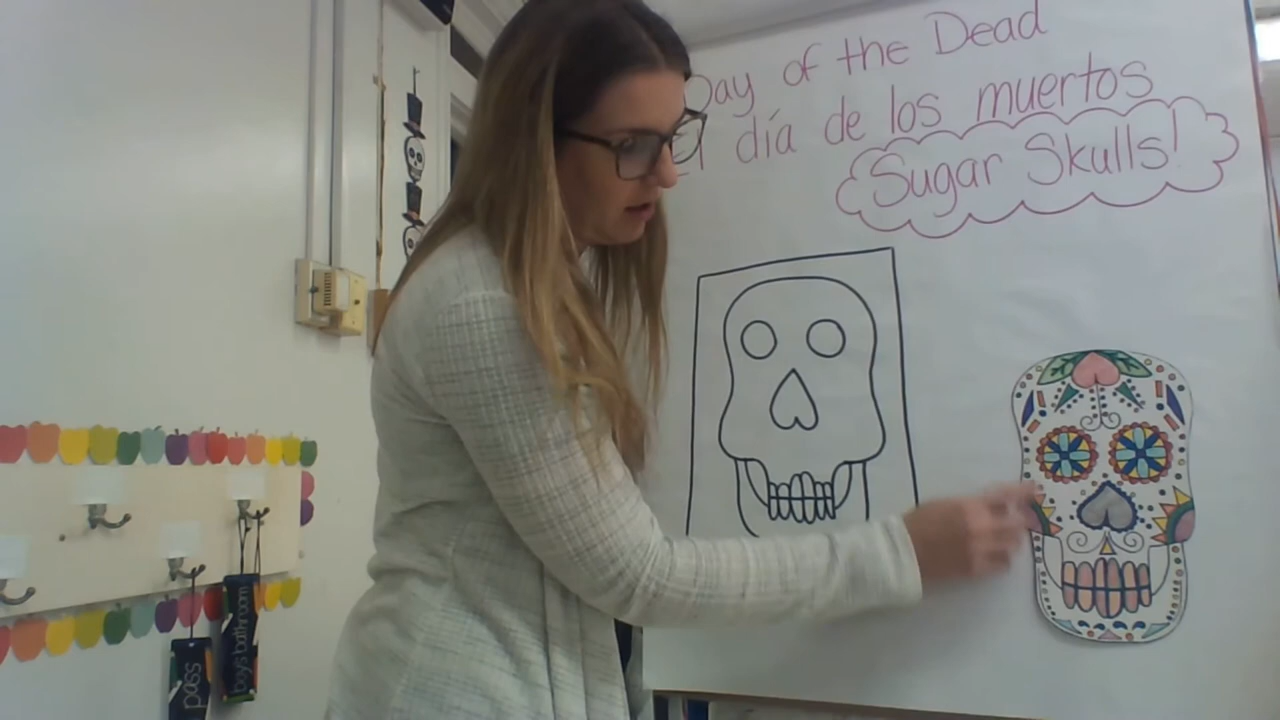 Day of the Dead
El día de los muertos
Sugar Skulls!
pass
boys bathroom